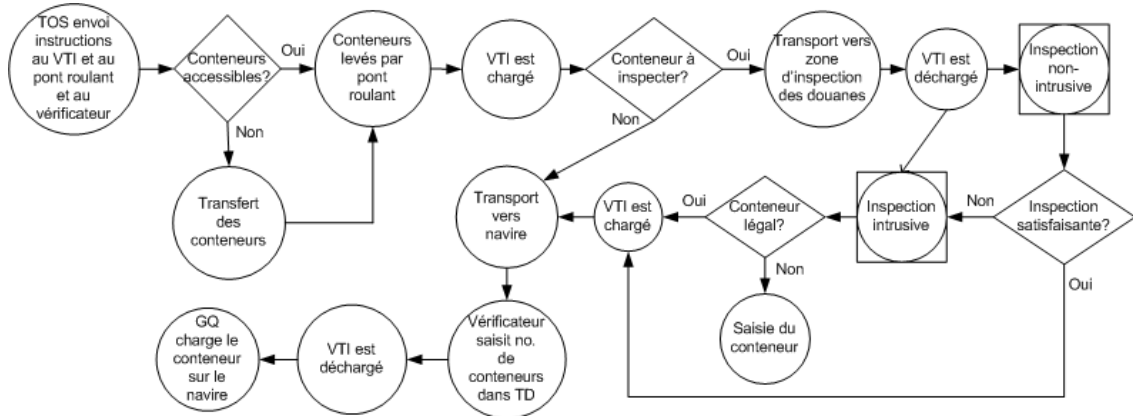 TOS envoi
instructions
au VTI et au
pont roulant
et au
vérificateur
Conteneurs
accessibles?
Oui
Non
Transfert
des
conteneurs
Conteneurs
levés par
pont
roulant
VTI est
chargé
Conteneur à
inspecter?
Oui
Non
Transport vers
zone
d'inspection
des douanes
VTI est
déchargé
Inspection
non-
intrusive
Inspection
satisfaisante?
Non
Oui
Inspection
intrusive
Conteneur
légal?
Oui
Non
Saisie du
conteneur
VTI est
chargé
Transport
vers
navire
Vérificateur
saisit no.
de
conteneurs
dans TD
VTI est
déchargé
GQ
charge le
conteneur
sur le
navire